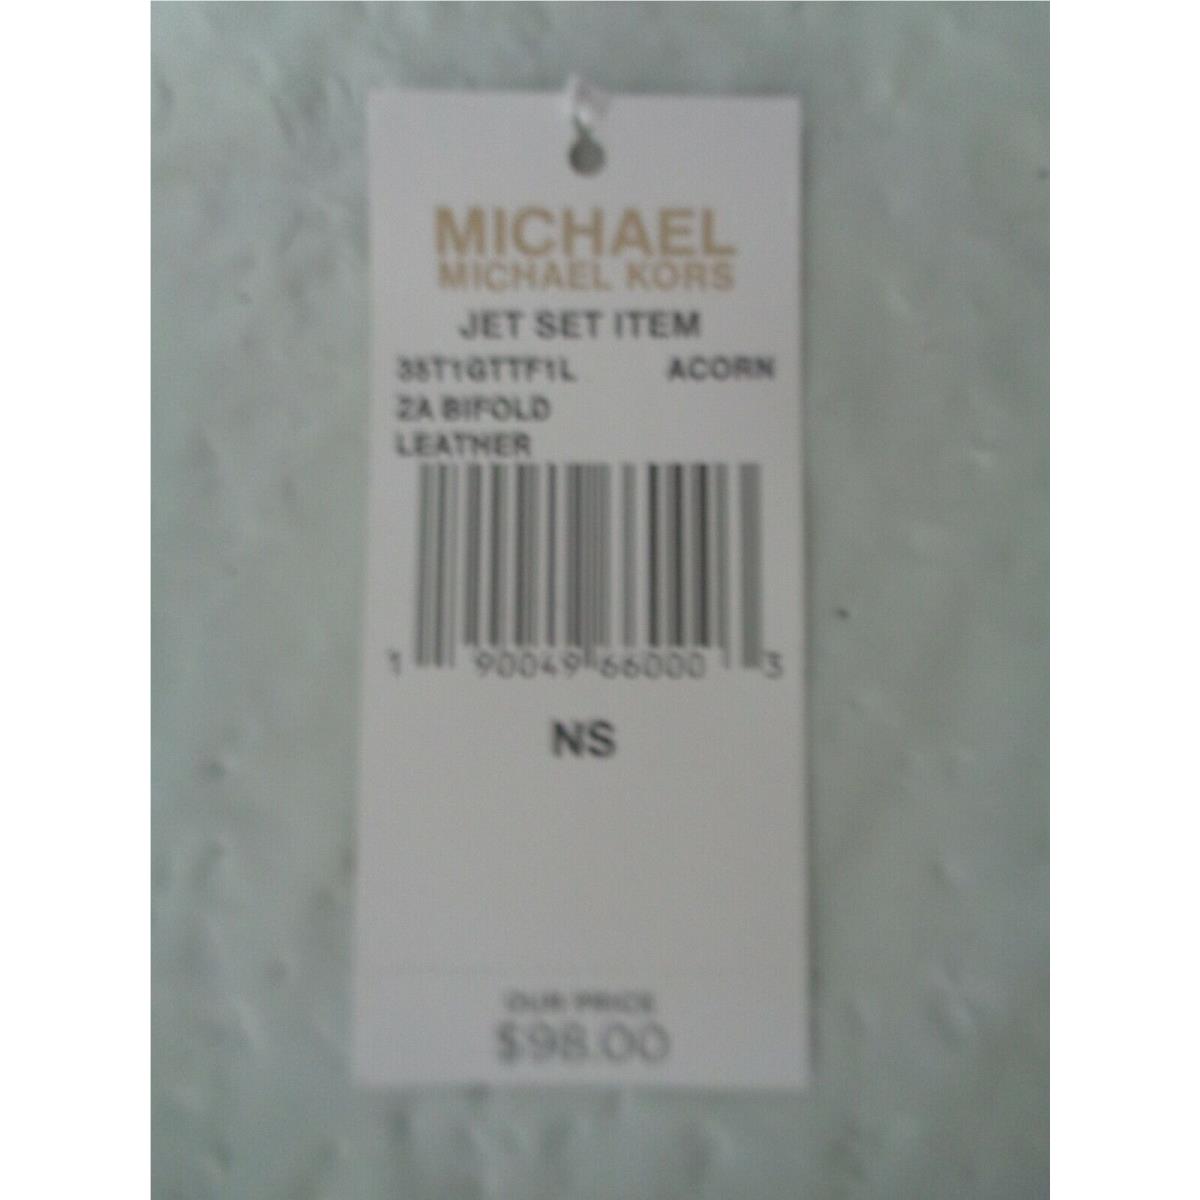 MICHAEL
MICHAEL KORS
JET SET ITEM
35T1GTTF1L ACORN
ZA BIFOLD
LEATHER
1 90049 66000 3
NS
OUR PRICE
$98.00